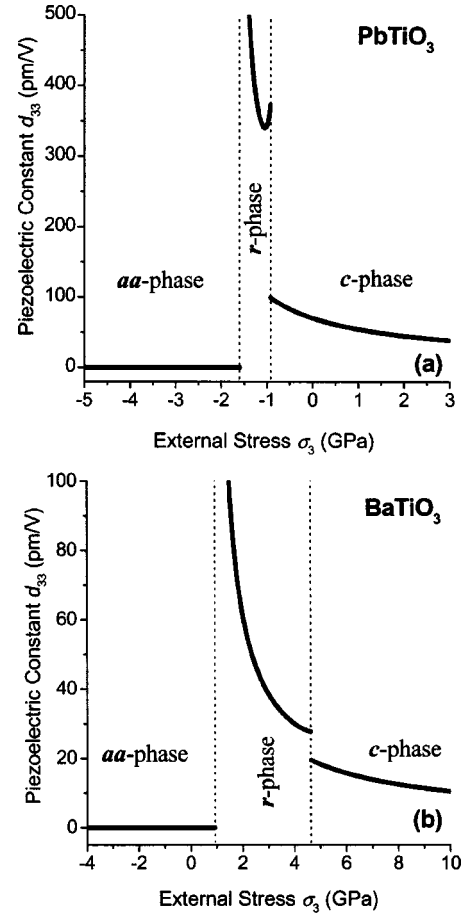 PbTiO₃
Piezoelectric Constant d₃₃ (pm/V)
500
400
300
200
100
0
aa-phase
r-phase
c-phase
(a)
-5 -4 -3 -2 -1 0 1 2 3
External Stress σ₃ (GPa)
BaTiO₃
Piezoelectric Constant d₃₃ (pm/V)
100
80
60
40
20
0
aa-phase
r-phase
c-phase
(b)
-4 -2 0 2 4 6 8 10
External Stress σ₃ (GPa)